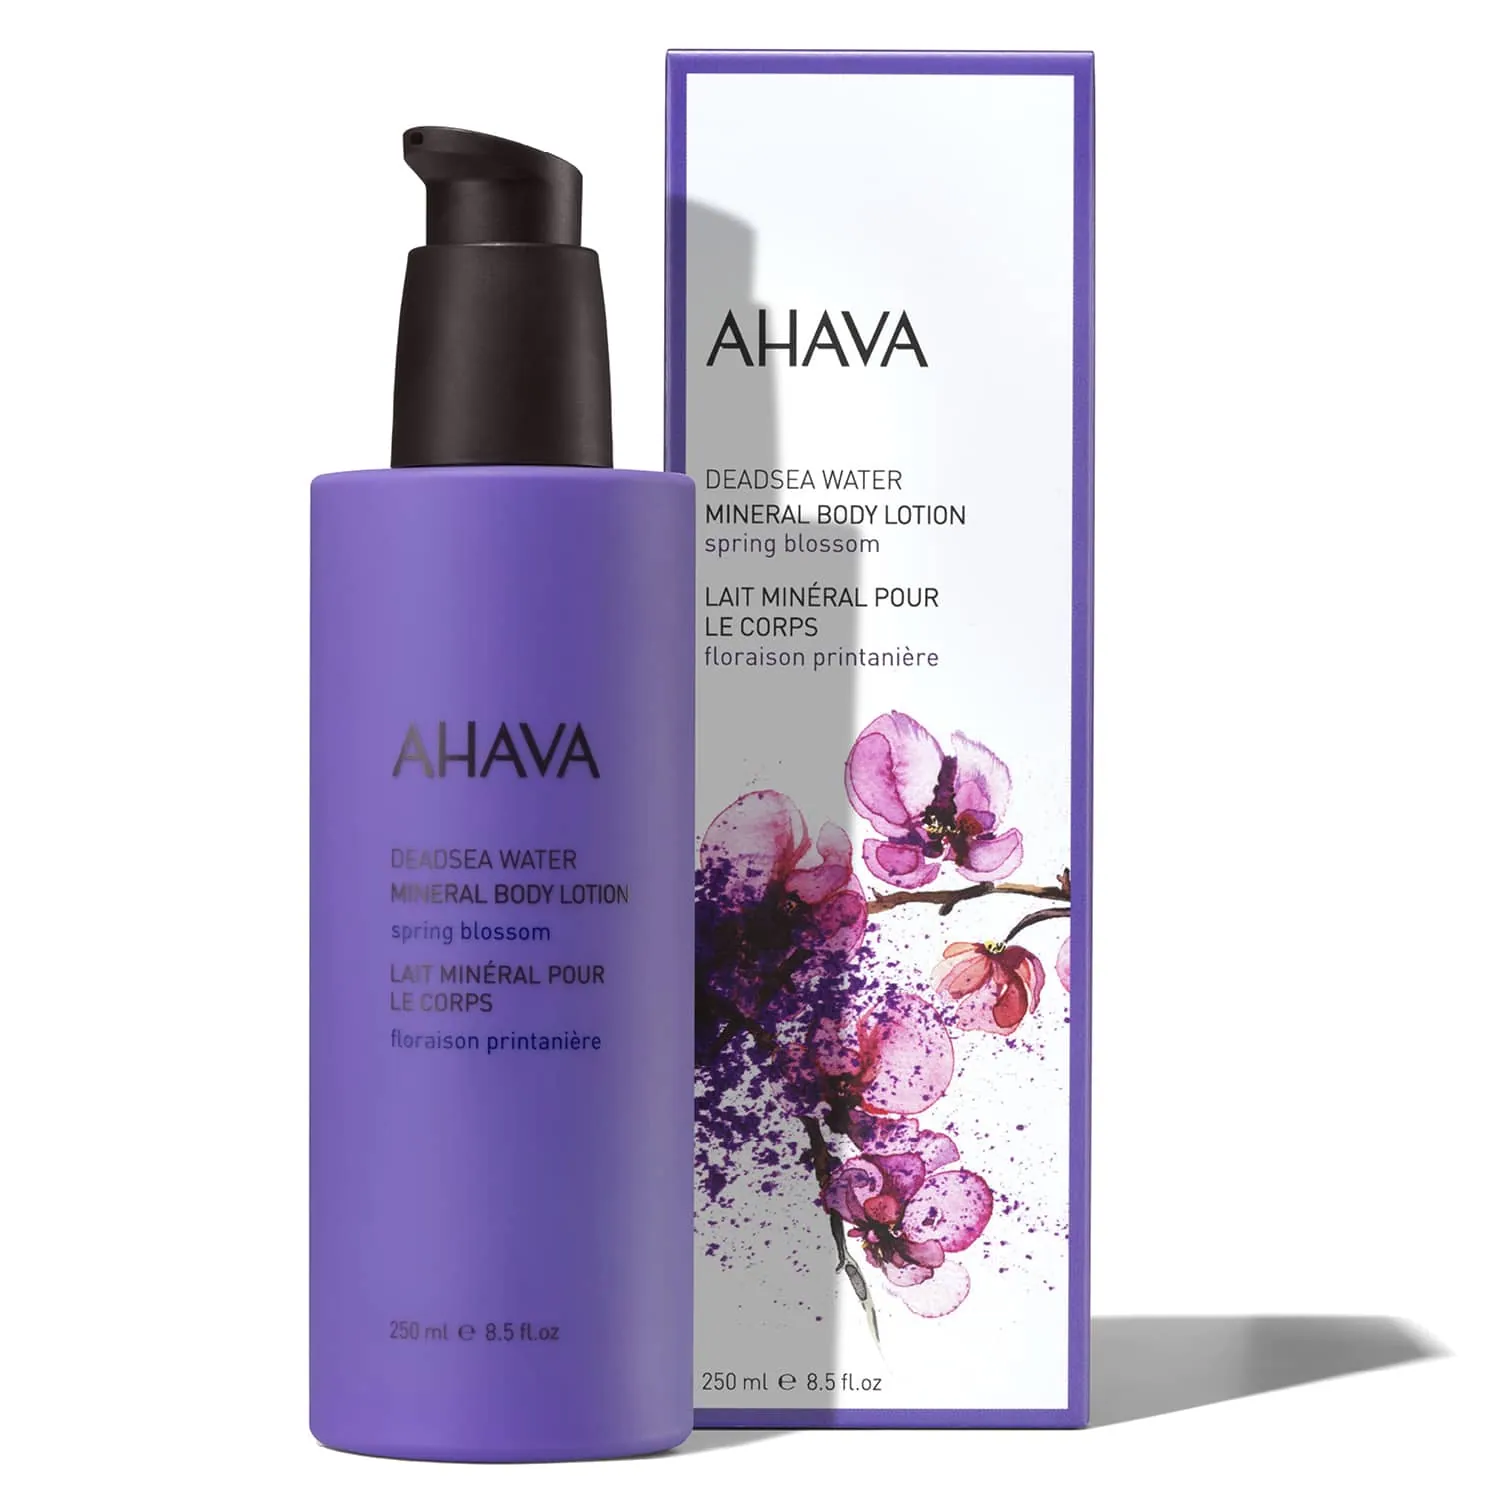 AHAVA
DEADSEA WATER
MINERAL BODY LOTION
spring blossom
LAIT MINÉRAL POUR
LE CORPS
floraison printanière
250 ml e 8.5 fl.oz
AHAVA
DEADSEA WATER
MINERAL BODY LOTION
spring blossom
LAIT MINÉRAL POUR
LE CORPS
floraison printanière
250 ml e 8.5 fl.oz